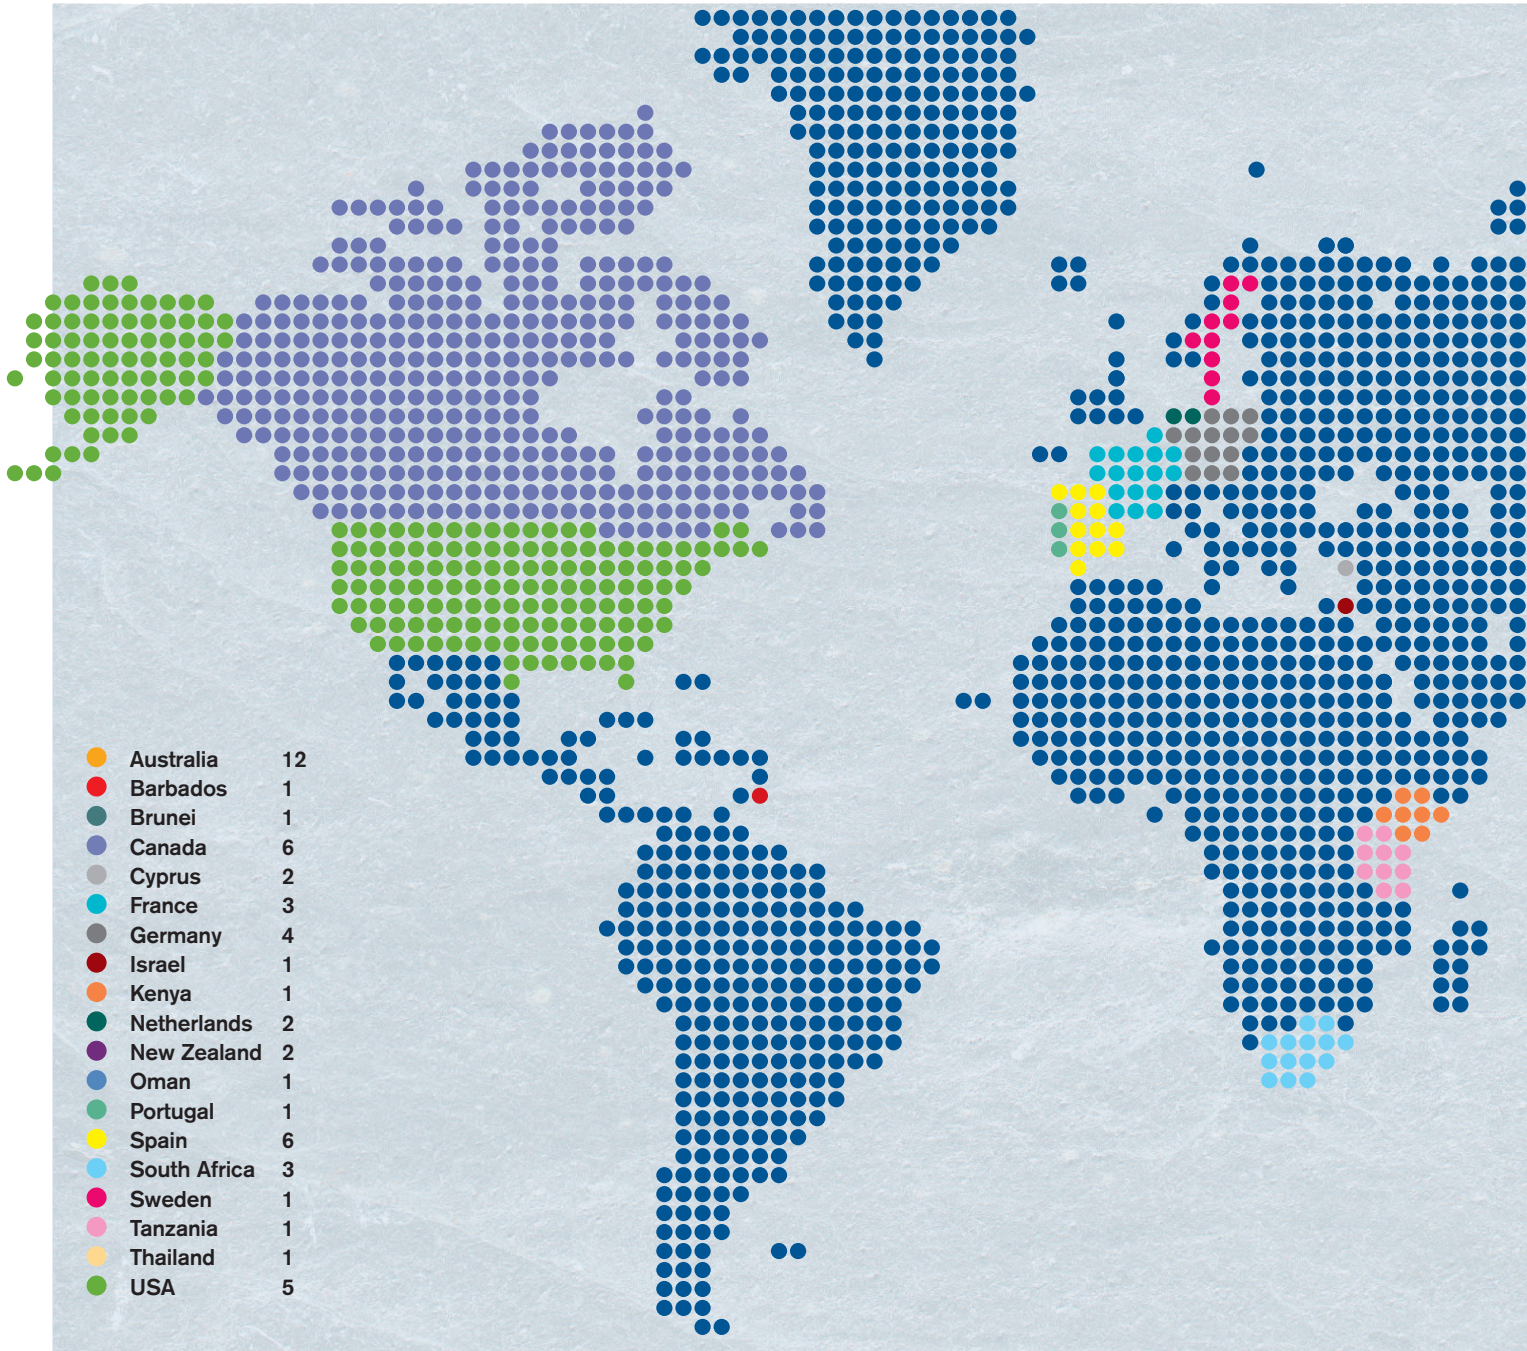 Australia 12
Barbados 1
Brunei 1
Canada 6
Cyprus 2
France 3
Germany 4
Israel 1
Kenya 1
Netherlands 2
New Zealand 2
Oman 1
Portugal 1
Spain 6
South Africa 3
Sweden 1
Tanzania 1
Thailand 1
USA 5